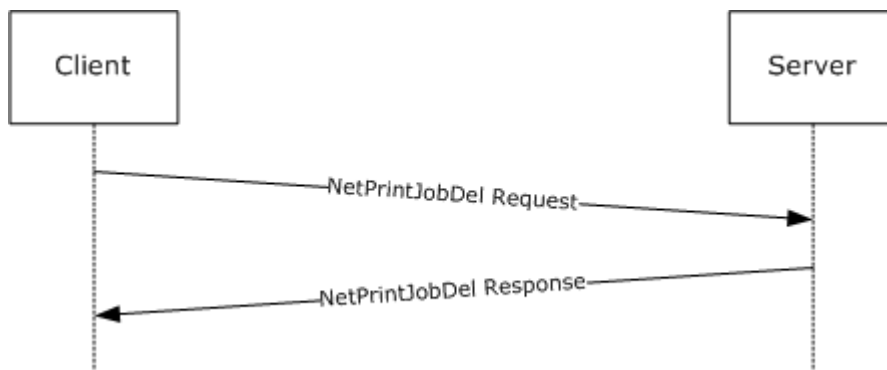 Client
Server
NetPrintJobDel Request
NetPrintJobDel Response